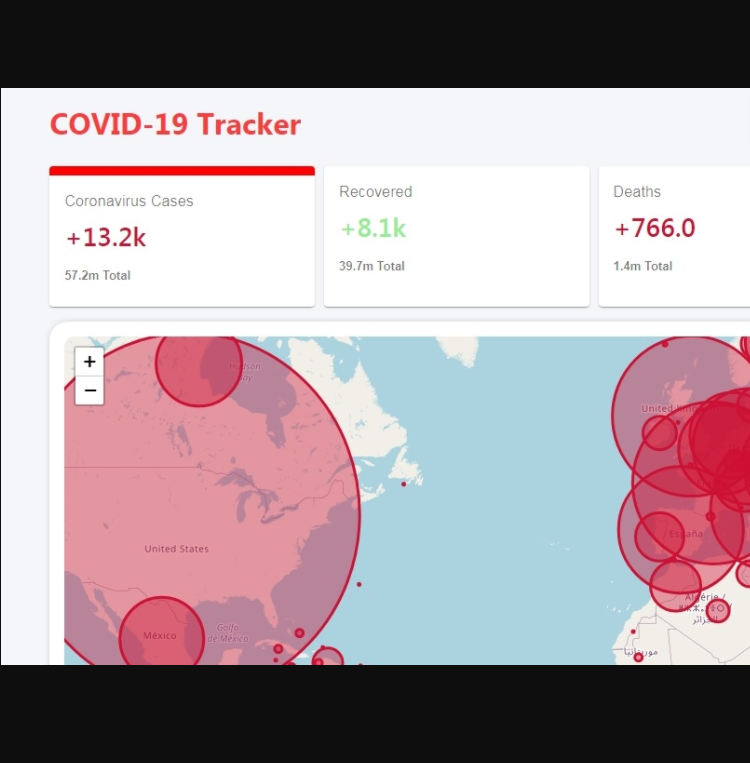 COVID-19 Tracker
Coronavirus Cases
+13.2k
57.2m Total
Recovered
+8.1k
39.7m Total
Deaths
+766.0
1.4m Total
+
−
Hudson
Bay
United
United States
España
México
Golfo
de México
Algérie /
الجزائر
موريتانيا